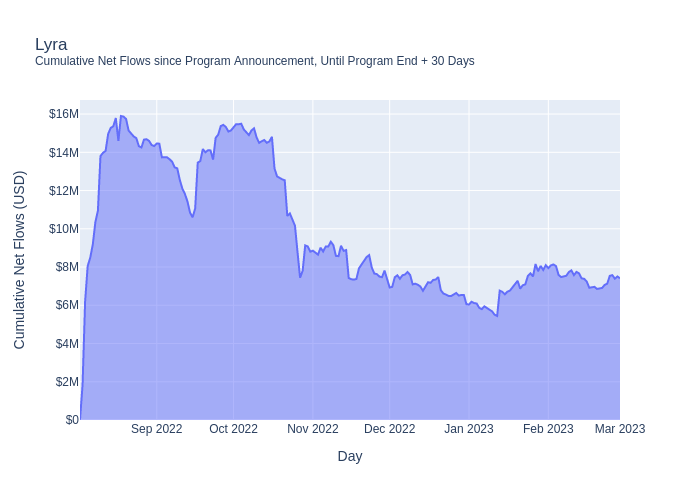 Lyra
Cumulative Net Flows since Program Announcement, Until Program End + 30 Days
$16M
$14M
$12M
$10M
$8M
$6M
$4M
$2M
$0
Cumulative Net Flows (USD)
Sep 2022
Oct 2022
Nov 2022
Dec 2022
Jan 2023
Feb 2023
Mar 2023
Day